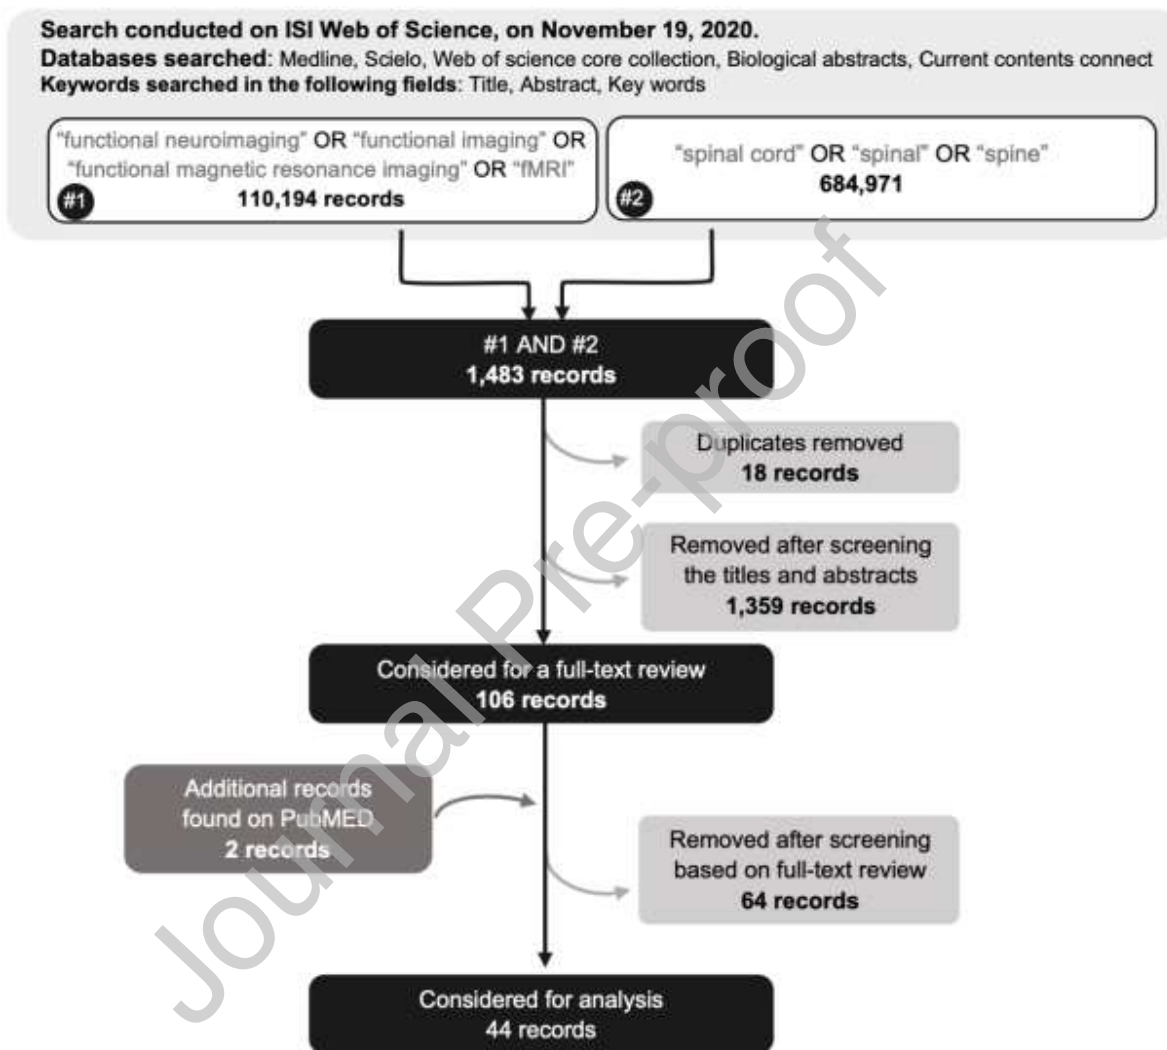 Search conducted on ISI Web of Science, on November 19, 2020.
Databases searched: Medline, Scielo, Web of science core collection, Biological abstracts, Current contents connect
Keywords searched in the following fields: Title, Abstract, Key words
"functional neuroimaging" OR "functional imaging" OR
"functional magnetic resonance imaging" OR "fMRI"
110,194 records
#1
"spinal cord" OR "spinal" OR "spine"
684,971
#2
#1 AND #2
1,483 records
Duplicates removed
18 records
Removed after screening
the titles and abstracts
1,359 records
Considered for a full-text review
106 records
Additional records
found on PubMED
2 records
Removed after screening
based on full-text review
64 records
Considered for analysis
44 records
Journal Pre-proof